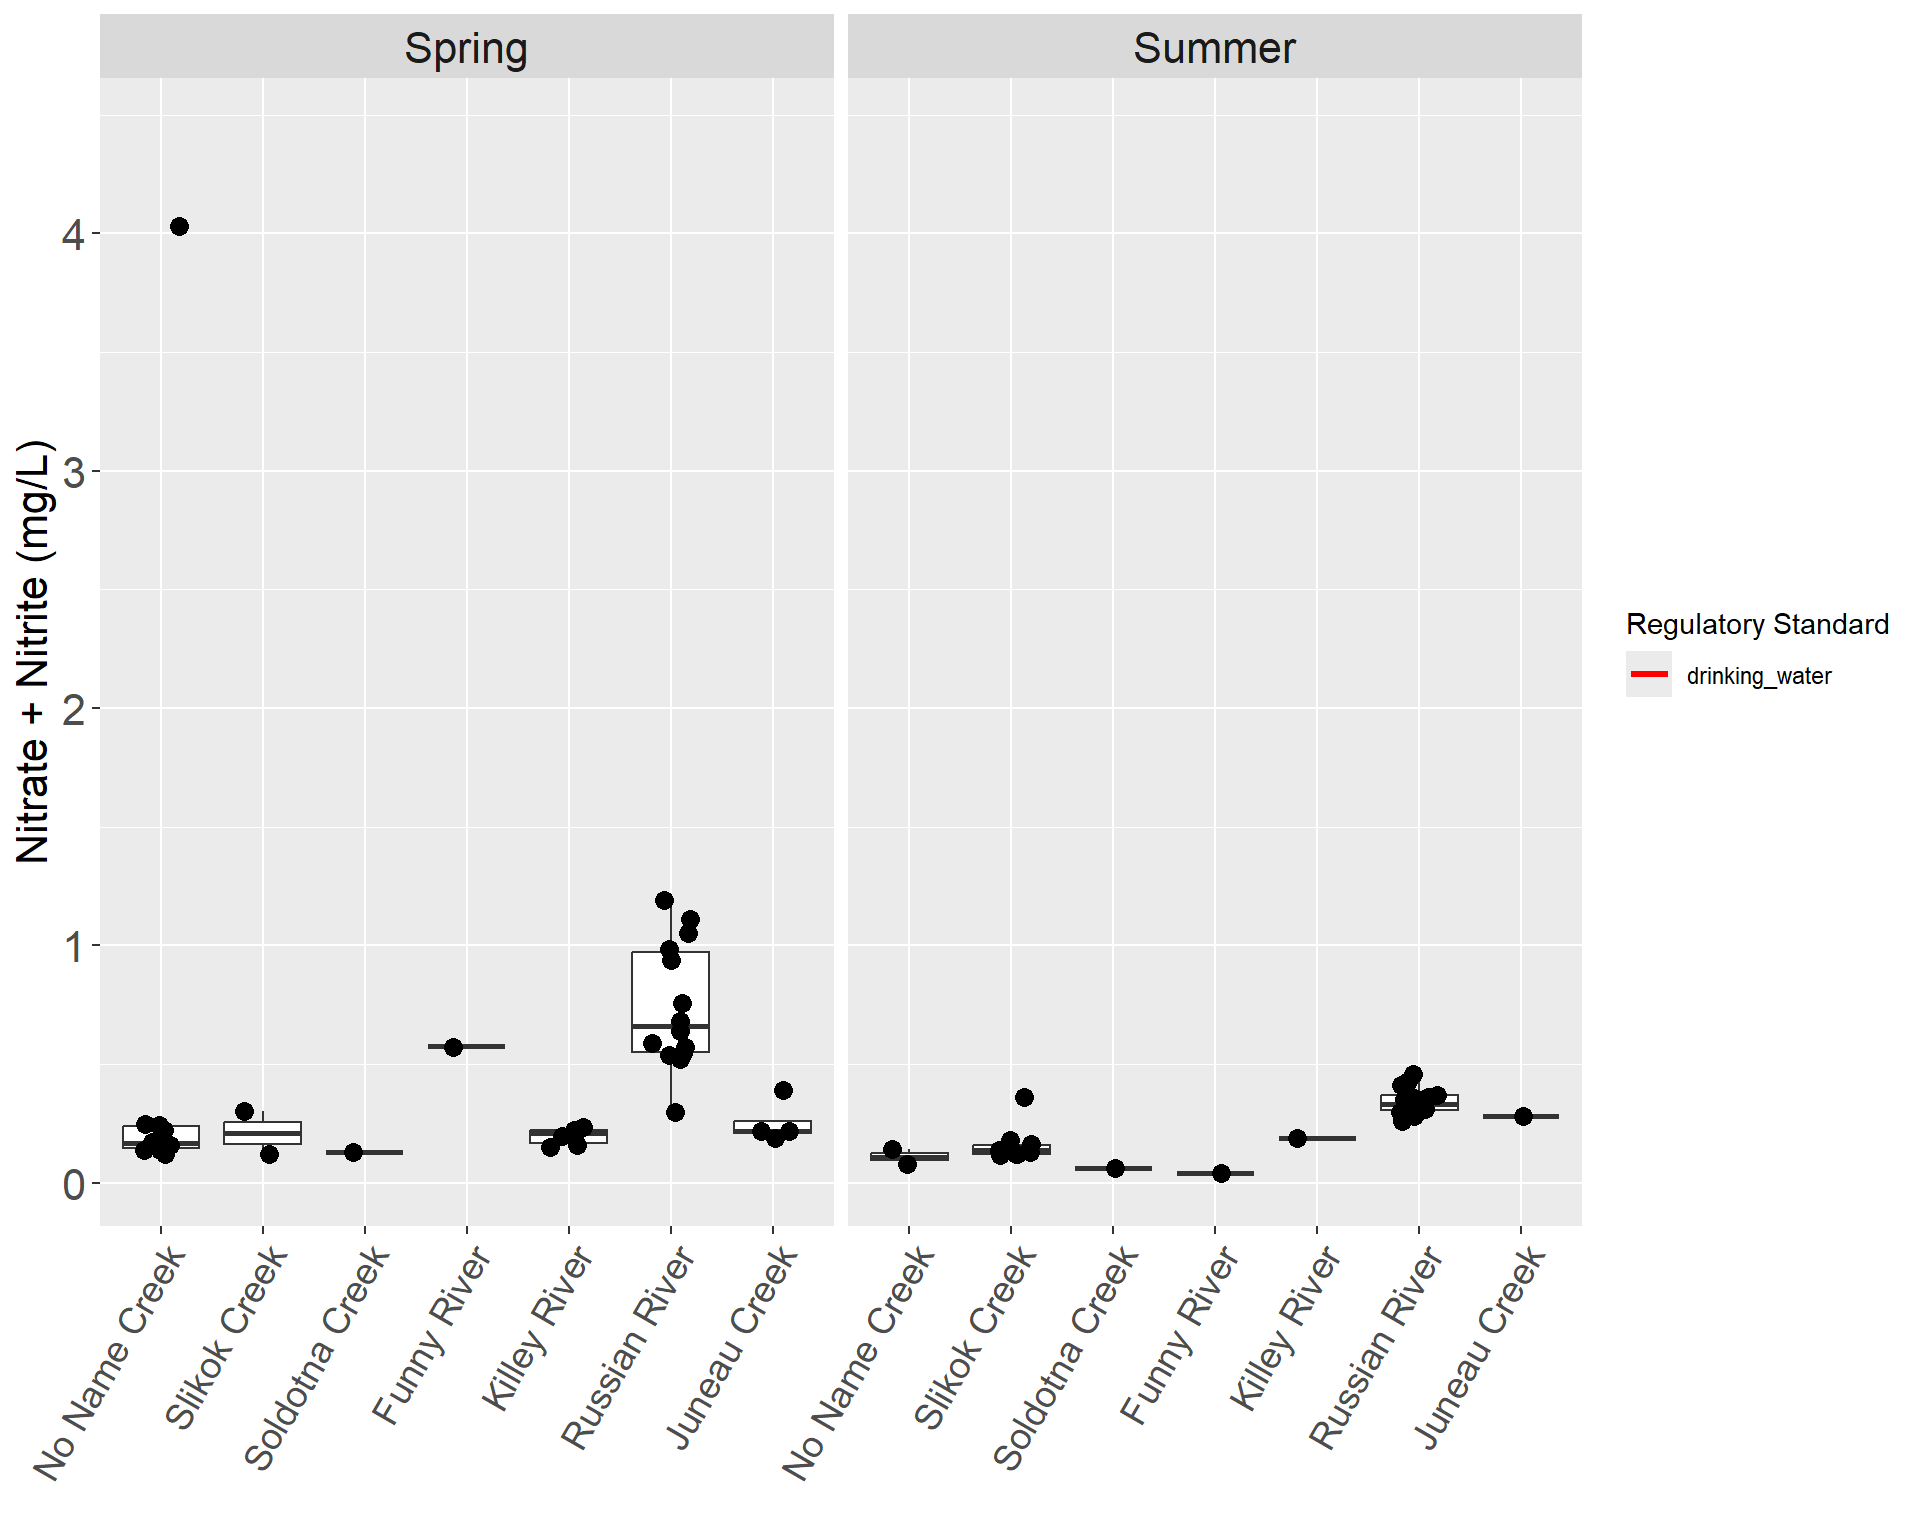 Spring
Summer
Nitrate + Nitrite (mg/L)
4
3
2
1
0
No Name Creek
Slikok Creek
Soldotna Creek
Funny River
Killey River
Russian River
Juneau Creek
No Name Creek
Slikok Creek
Soldotna Creek
Funny River
Killey River
Russian River
Juneau Creek
Regulatory Standard
drinking_water